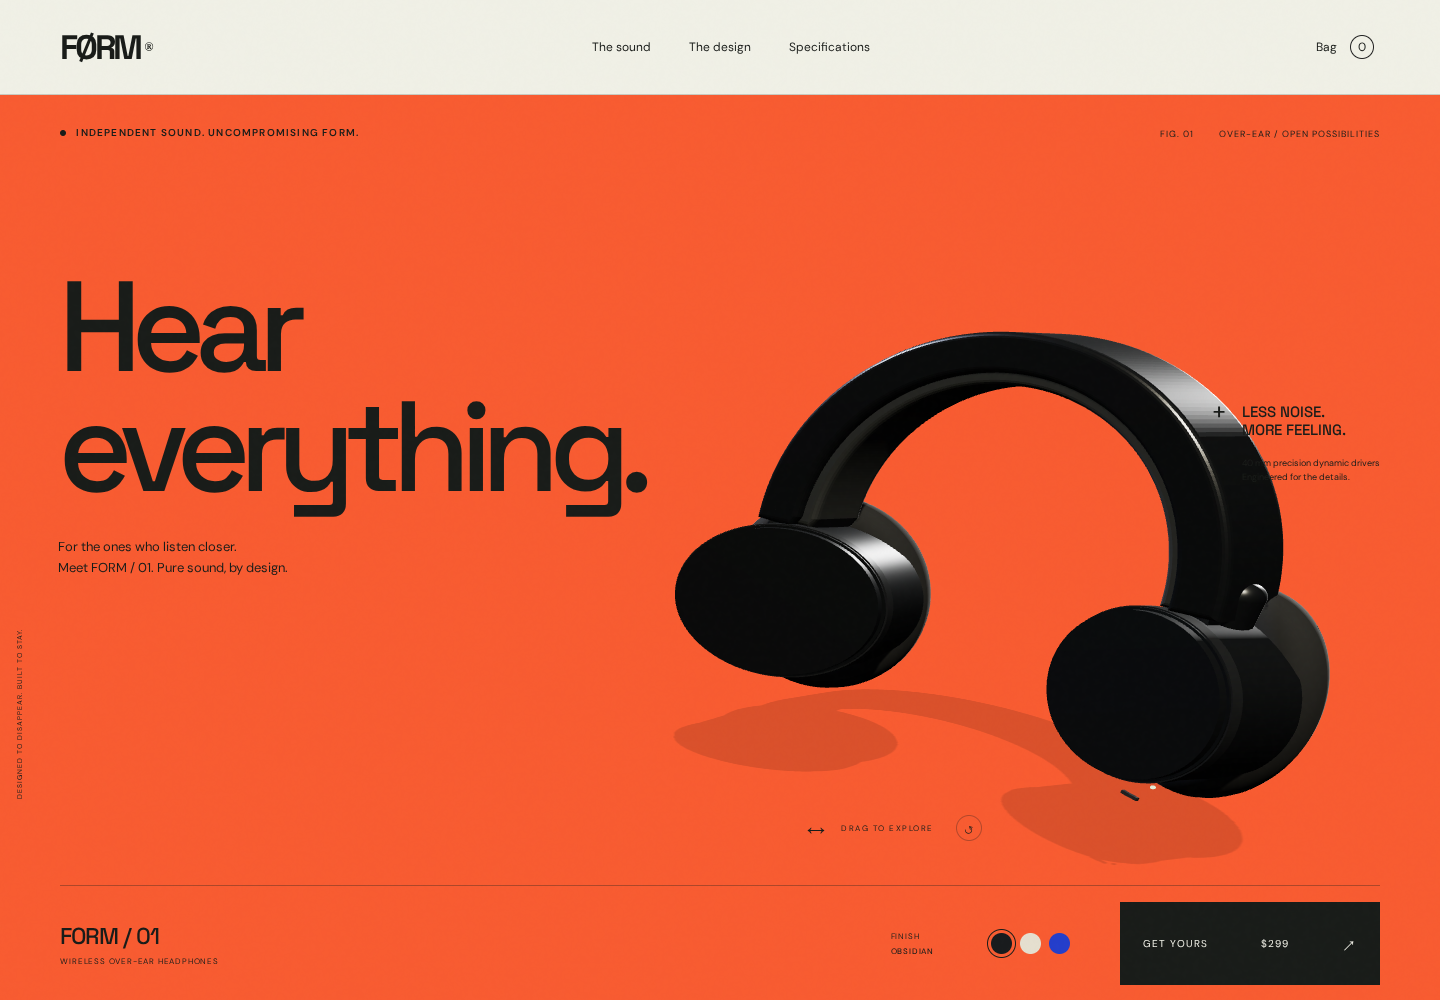 FØRM®
The sound
The design
Specifications
Bag 0
INDEPENDENT SOUND. UNCOMPROMISING FORM.
FIG. 01
OVER-EAR / OPEN POSSIBILITIES
Hear
everything.
For the ones who listen closer.
Meet FORM / 01. Pure sound, by design.
+ LESS NOISE.
MORE FEELING.
precision dynamic drivers
for the details.
DESIGNED TO DISAPPEAR. BUILT TO STAY.
↔ DRAG TO EXPLORE ↺
FORM / 01
WIRELESS OVER-EAR HEADPHONES
FINISH
OBSIDIAN
GET YOURS $299 ↗